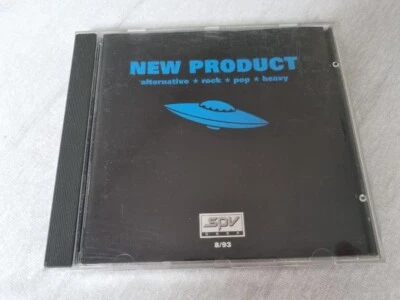 NEW PRODUCT
alternative ★ rock ★ pop ★ heavy
SPV
8/93